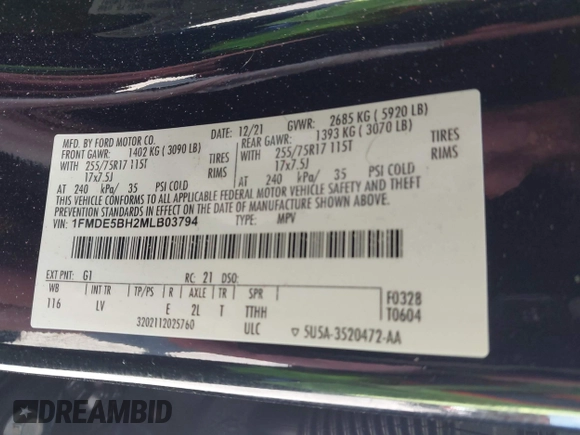 MFD. BY FORD MOTOR CO.
12/21 GVWR: 2685 KG ( 5920 LB)
FRONT GAWR: 1402 KG ( 3090 LB)
REAR GAWR: 1393 KG ( 3070 LB)
WITH 255/75R17 115T TIRES
WITH 255/75R17 115T TIRES
17x7.5J RIMS
17x7.5J RIMS
AT 240 kPa/ 35 PSI COLD
AT 240 kPa/ 35 PSI COLD
THIS VEHICLE CONFORMS TO ALL APPLICABLE FEDERAL MOTOR VEHICLE SAFETY AND THEFT
PREVENTION STANDARDS IN EFFECT ON THE DATE OF MANUFACTURE SHOWN ABOVE.
VIN: 1FMDE5BH2MLB03794
TYPE: MPV
EXT PNT: G1 RC: 21 DSO:
WB INT TR TP/PS R AXLE TR SPR
116 LV E 2L T TTHH
F0328
T0604
3202112025760 ULC
5U5A-3520472-AA
DREAMBID